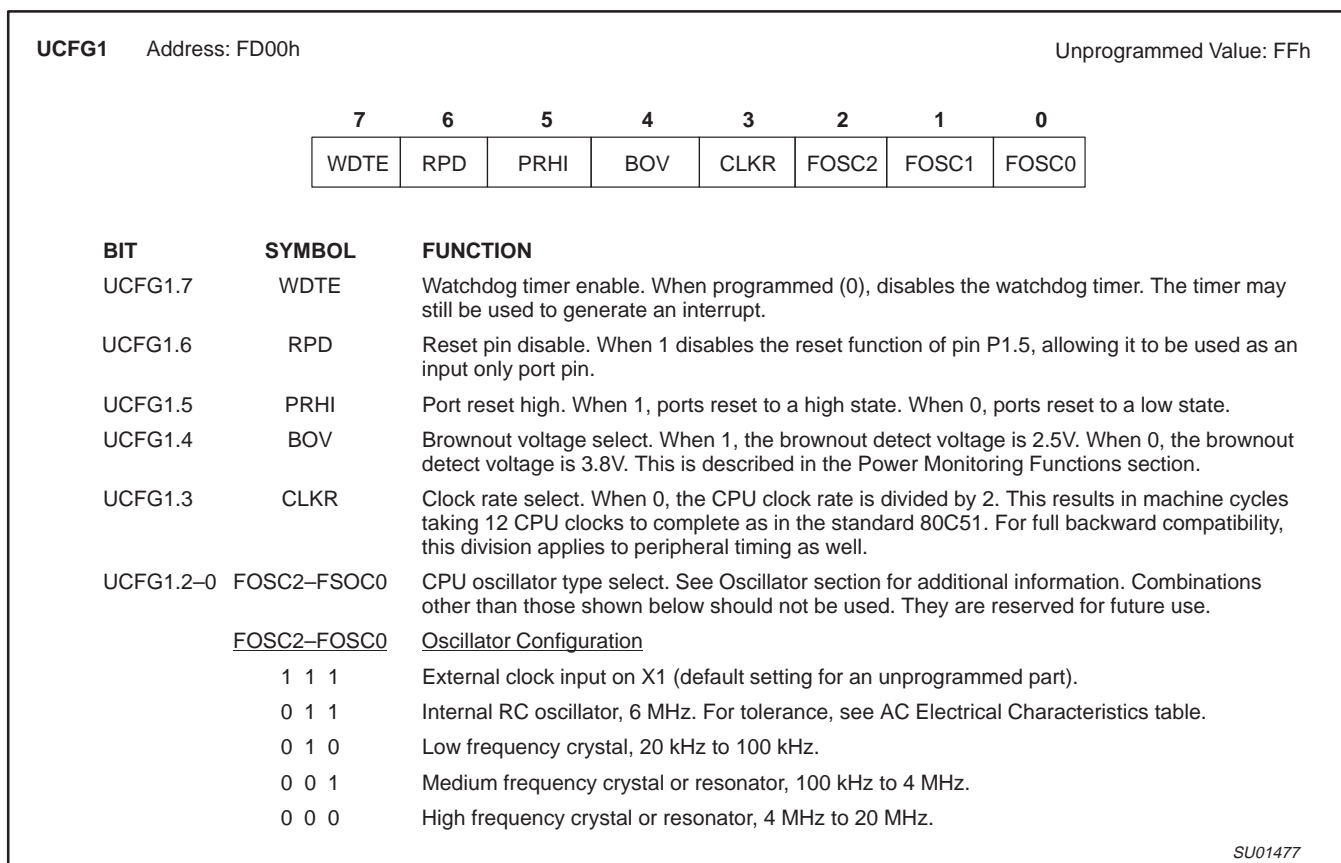 UCFG1 Address: FD00h Unprogrammed Value: FFh
7 6 5 4 3 2 1 0
WDTE RPD PRHI BOV CLKR FOSC2 FOSC1 FOSC0
BIT SYMBOL FUNCTION
UCFG1.7 WDTE Watchdog timer enable. When programmed (0), disables the watchdog timer. The timer may
still be used to generate an interrupt.
UCFG1.6 RPD Reset pin disable. When 1 disables the reset function of pin P1.5, allowing it to be used as an
input only port pin.
UCFG1.5 PRHI Port reset high. When 1, ports reset to a high state. When 0, ports reset to a low state.
UCFG1.4 BOV Brownout voltage select. When 1, the brownout detect voltage is 2.5V. When 0, the brownout
detect voltage is 3.8V. This is described in the Power Monitoring Functions section.
UCFG1.3 CLKR Clock rate select. When 0, the CPU clock rate is divided by 2. This results in machine cycles
taking 12 CPU clocks to complete as in the standard 80C51. For full backward compatibility,
this division applies to peripheral timing as well.
UCFG1.2–0 FOSC2–FSOC0 CPU oscillator type select. See Oscillator section for additional information. Combinations
other than those shown below should not be used. They are reserved for future use.
FOSC2–FOSC0 Oscillator Configuration
1 1 1 External clock input on X1 (default setting for an unprogrammed part).
0 1 1 Internal RC oscillator, 6 MHz. For tolerance, see AC Electrical Characteristics table.
0 1 0 Low frequency crystal, 20 kHz to 100 kHz.
0 0 1 Medium frequency crystal or resonator, 100 kHz to 4 MHz.
0 0 0 High frequency crystal or resonator, 4 MHz to 20 MHz.
SU01477